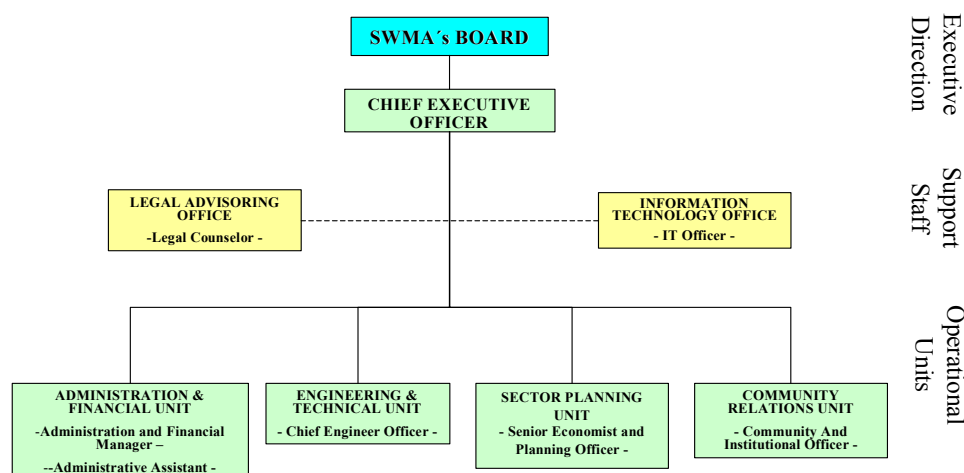 SWMA´s BOARD
CHIEF EXECUTIVE
OFFICER
Executive
Direction
LEGAL ADVISORING
OFFICE
-Legal Counselor -
INFORMATION
TECHNOLOGY OFFICE
- IT Officer -
Support
Staff
ADMINISTRATION &
FINANCIAL UNIT
-Administration and Financial
Manager –
--Administrative Assistant -
ENGINEERING &
TECHNICAL UNIT
- Chief Engineer Officer -
SECTOR PLANNING
UNIT
- Senior Economist and
Planning Officer -
COMMUNITY
RELATIONS UNIT
- Community And
Institutional Officer -
Operational
Units